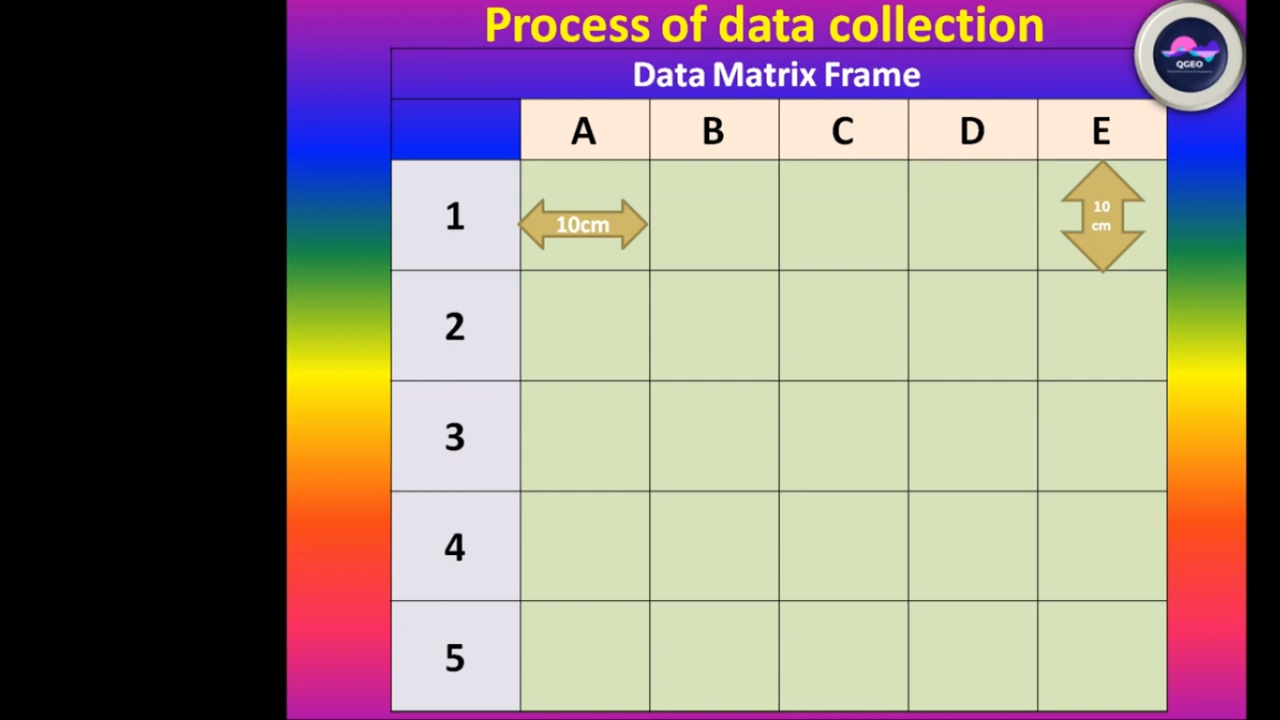 Process of data collection
QGEO
Data Matrix Frame
A B C D E
1 10cm 10
cm
2
3
4
5